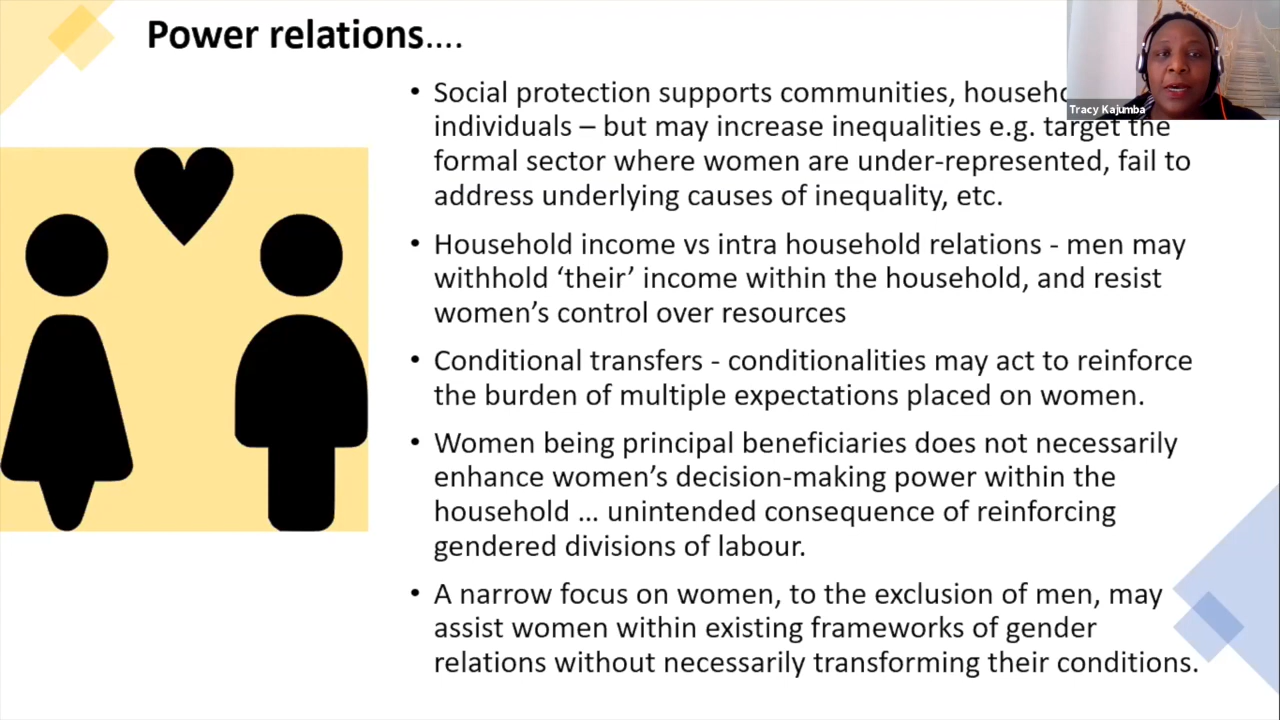 Power relations....
• Social protection supports communities, househo
individuals – but may increase inequalities e.g. target the
formal sector where women are under-represented, fail to
address underlying causes of inequality, etc.
• Household income vs intra household relations - men may
withhold ‘their’ income within the household, and resist
women’s control over resources
• Conditional transfers - conditionalities may act to reinforce
the burden of multiple expectations placed on women.
• Women being principal beneficiaries does not necessarily
enhance women’s decision-making power within the
household … unintended consequence of reinforcing
gendered divisions of labour.
• A narrow focus on women, to the exclusion of men, may
assist women within existing frameworks of gender
relations without necessarily transforming their conditions.
Tracy Kajumba